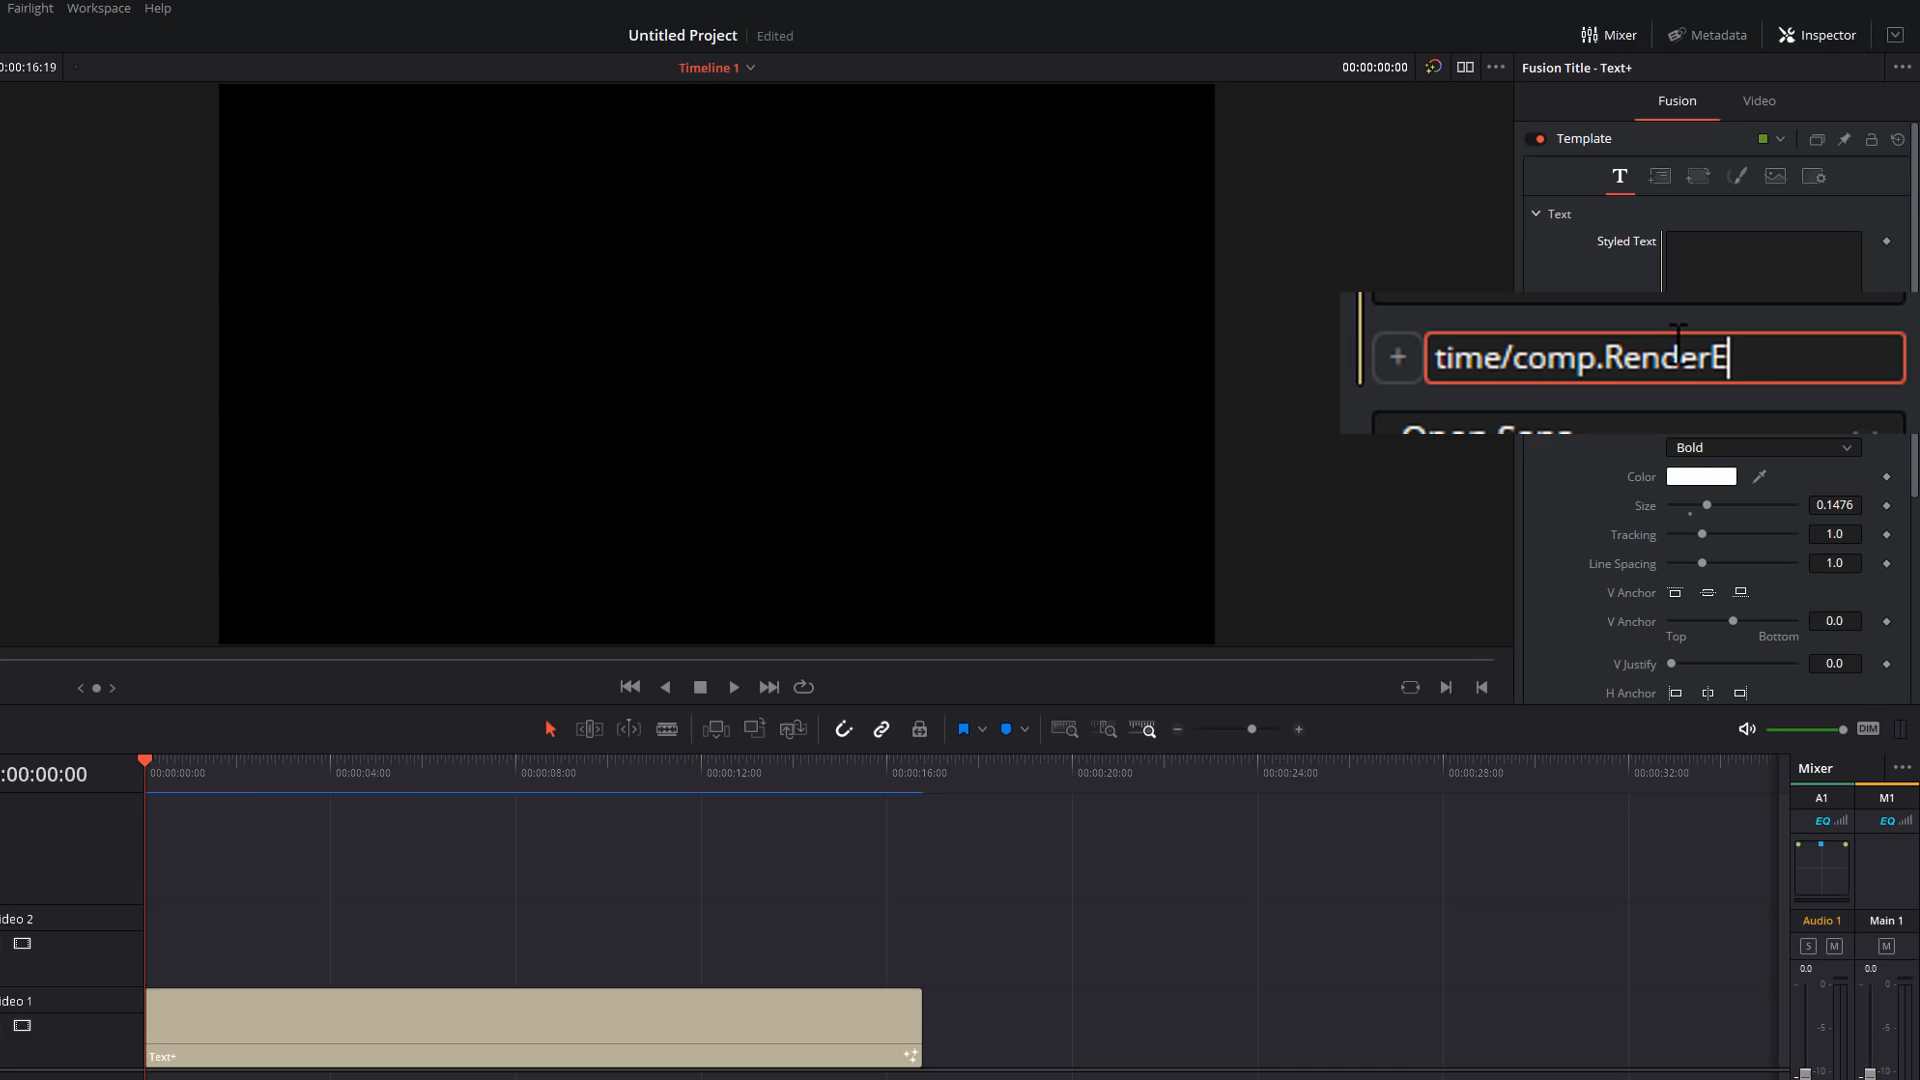 Fairlight Workspace Help
Untitled Project Edited
Mixer Metadata Inspector
0:00:16:19
Timeline 1
00:00:00:00
Fusion Title - Text+
Fusion Video
Template
T
Text
Styled Text
+ time/comp.RenderE
Bold
Color
Size 0.1476
Tracking 1.0
Line Spacing 1.0
V Anchor
V Anchor 0.0
Top Bottom
V Justify 0.0
H Anchor
DIM
:00:00:00
00:00:00:00 00:00:04:00 00:00:08:00 00:00:12:00 00:00:16:00 00:00:20:00 00:00:24:00 00:00:28:00 00:00:32:00
Mixer
A1 M1
EQ EQ
ideo 2
Audio 1 Main 1
S M M
0.0 0.0
0 0
ideo 1
-5 -5
Text+
-10 -10